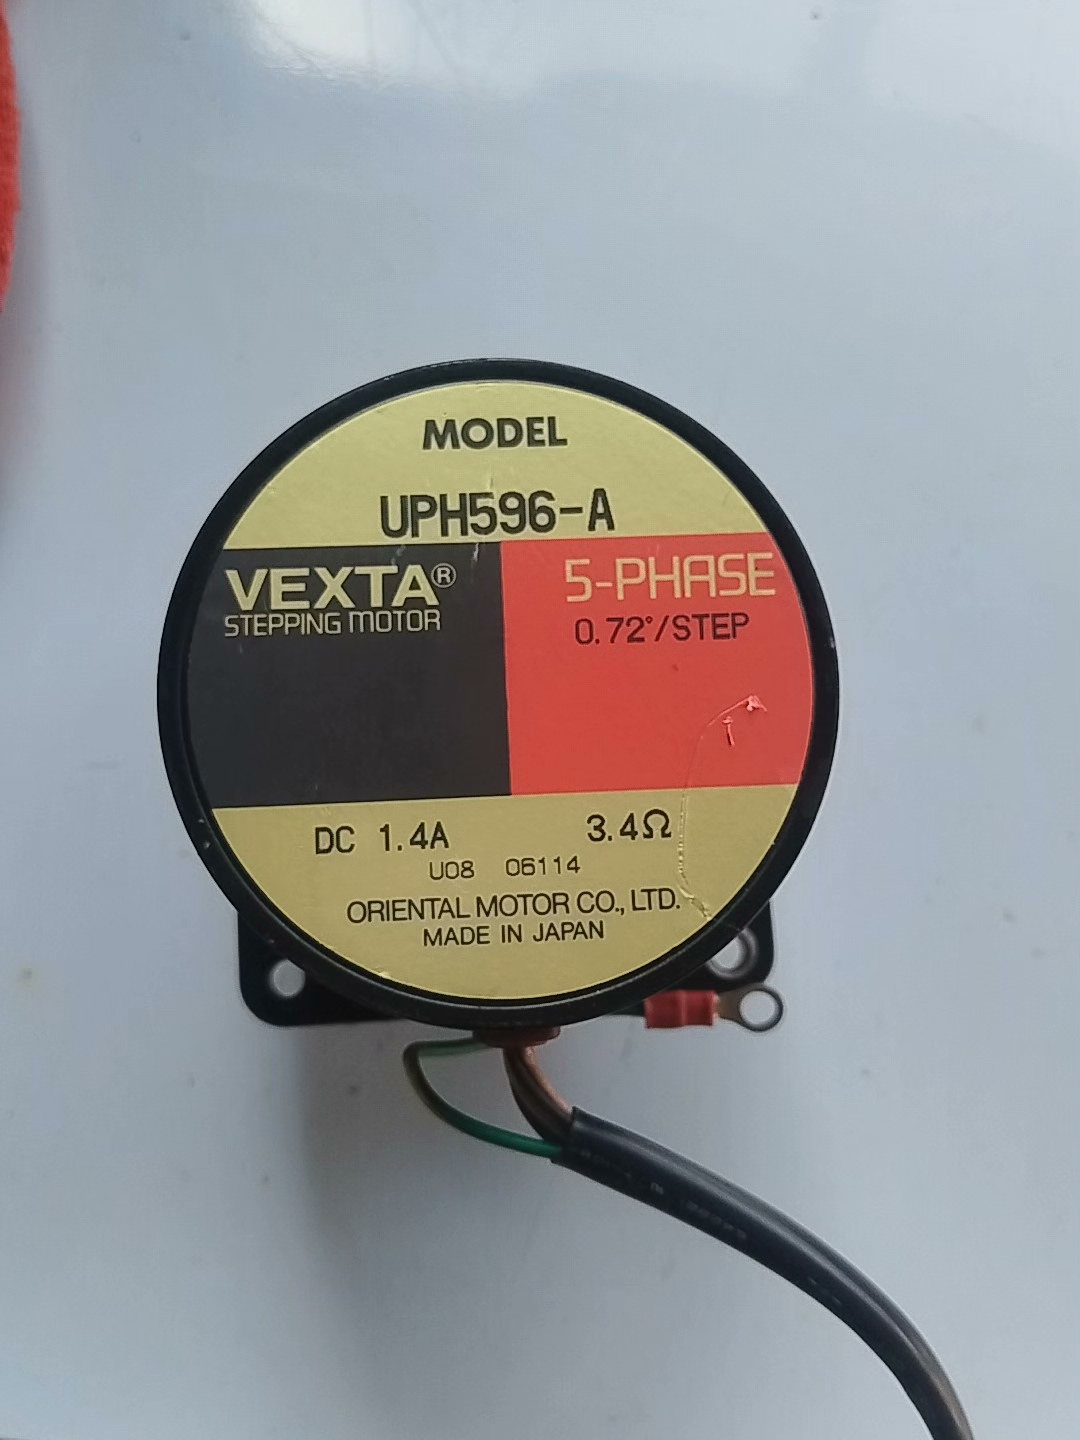 MODEL
UPH596-A
VEXTA®
STEPPING MOTOR
5-PHASE
0.72°/STEP
DC 1.4A 3.4Ω
U08 06114
ORIENTAL MOTOR CO., LTD.
MADE IN JAPAN